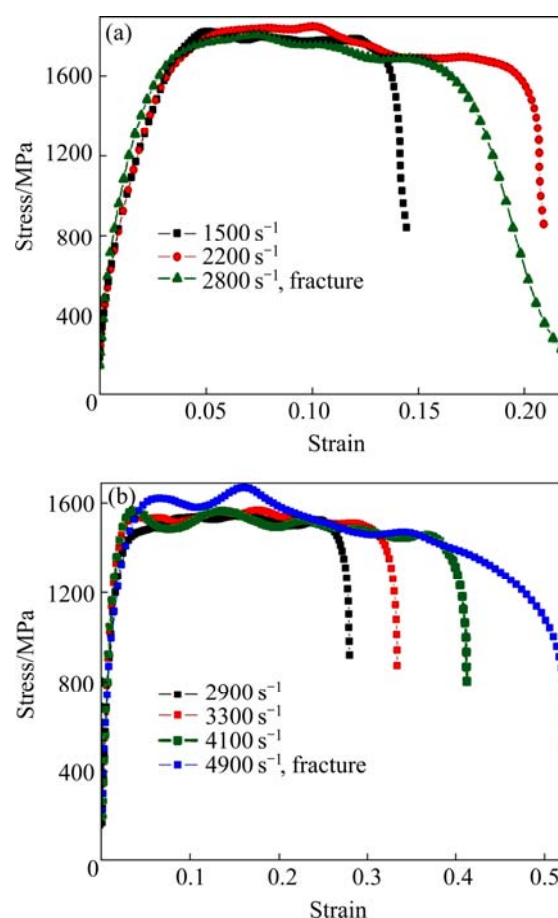 (a)
1600
1200
800
400
0
Stress/MPa
1500 s⁻¹
2200 s⁻¹
2800 s⁻¹, fracture
0.05 0.10 0.15 0.20
Strain
(b)
1600
1200
800
400
0
Stress/MPa
2900 s⁻¹
3300 s⁻¹
4100 s⁻¹
4900 s⁻¹, fracture
0.1 0.2 0.3 0.4 0.5
Strain